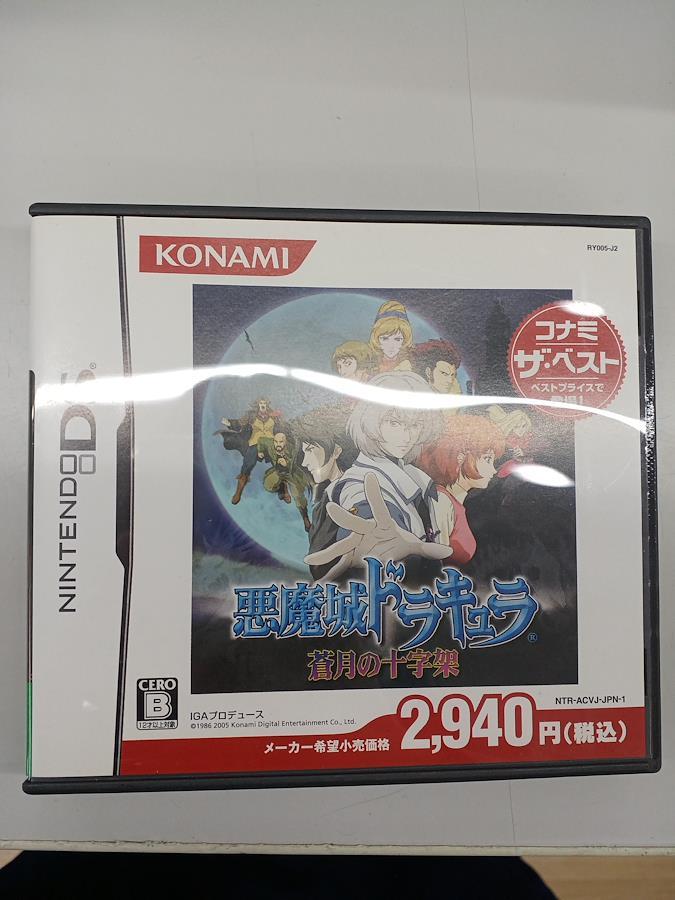 KONAMI
RY005-J2
コナミ
ザ・ベスト
ベストプライスで
登場!
NINTENDODS®
悪魔城ドラキュラ®
蒼月の十字架
CERO
B
12才以上対象
IGAプロデュース
©1986 2005 Konami Digital Entertainment Co., Ltd.
NTR-ACVJ-JPN-1
メーカー希望小売価格 2,940円(税込)